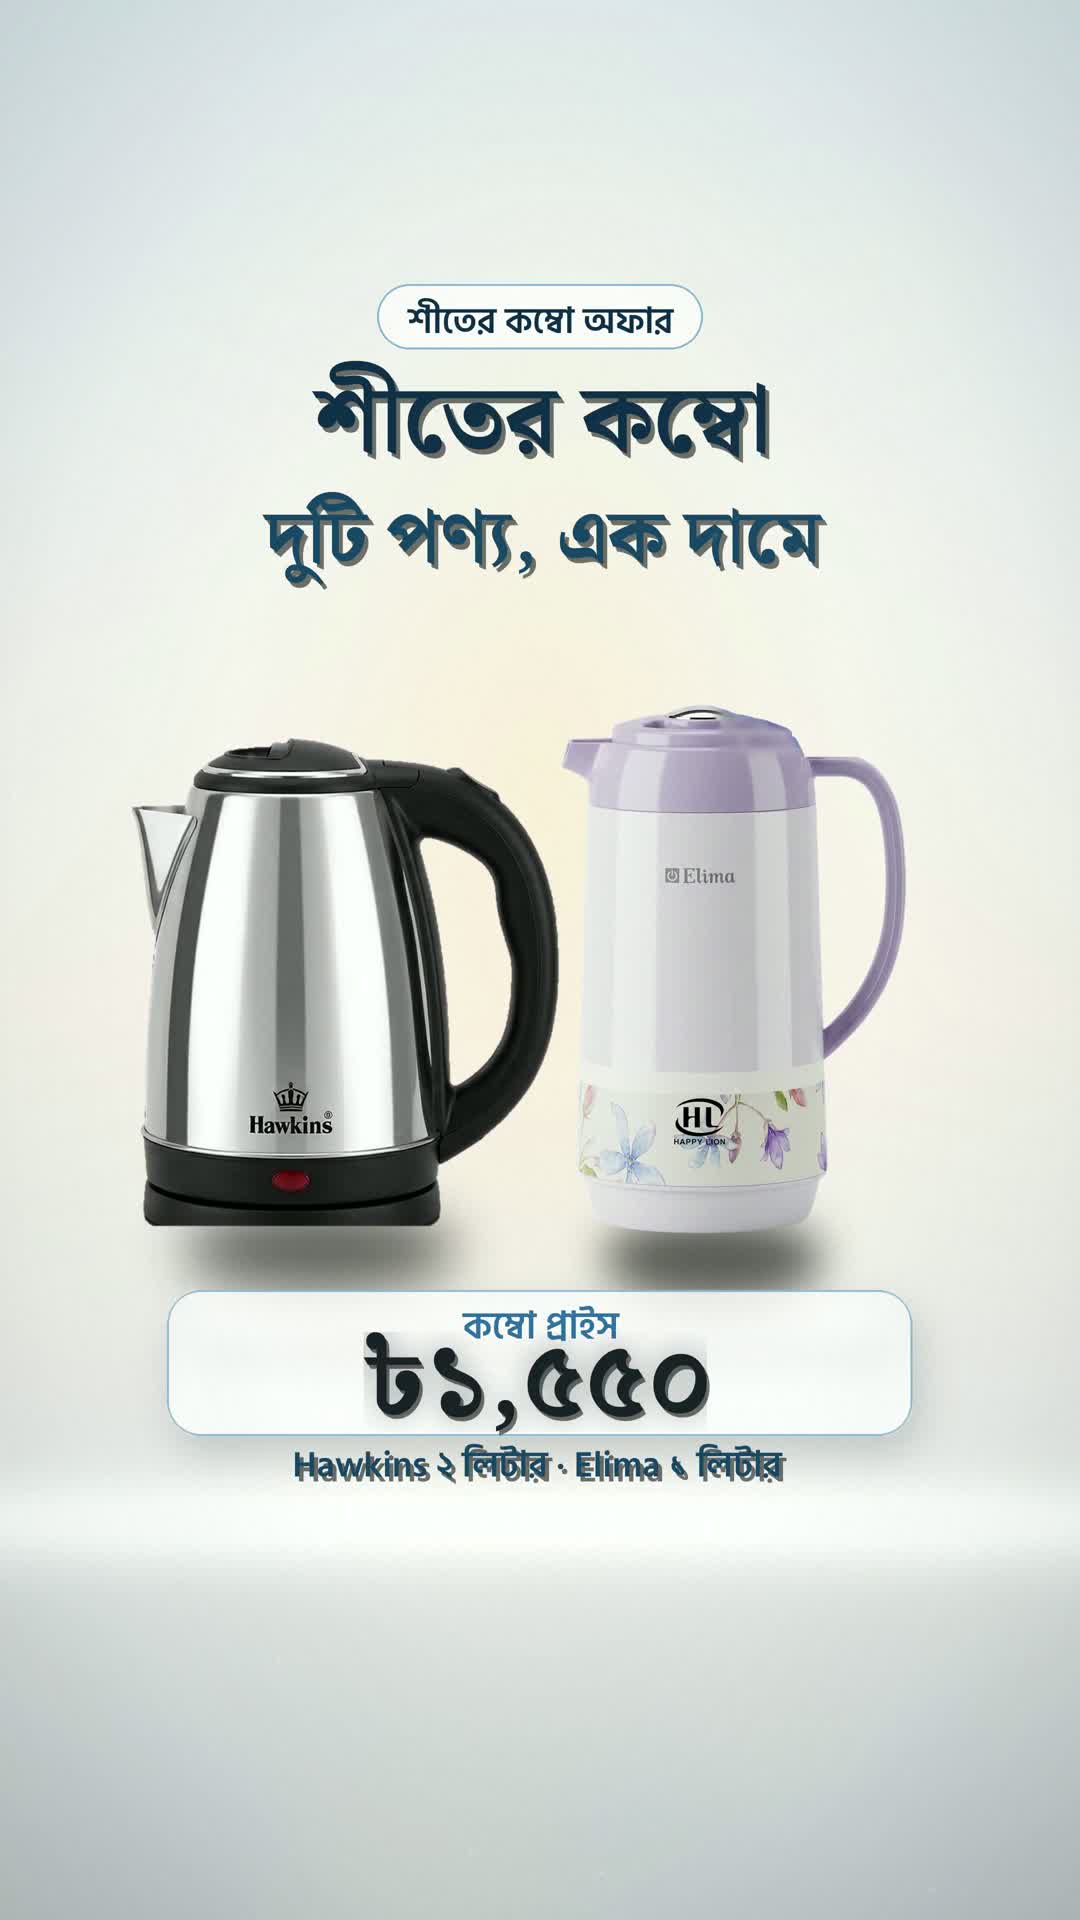 শীতের কম্বো অফার
শীতের কম্বো
দুটি পণ্য, এক দামে
Elima
Hawkins®
HL
HAPPY LION
কম্বো প্রাইস
৳১,৫৫০
Hawkins ২ লিটার · Elima ১ লিটার